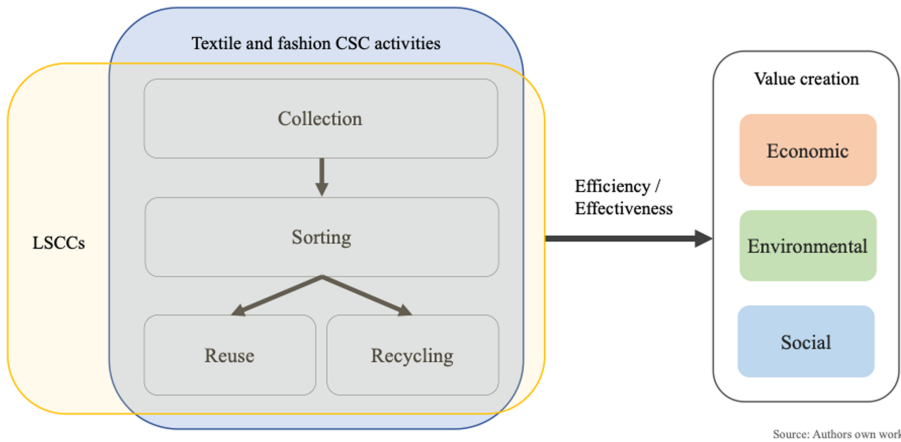 Textile and fashion CSC activities
Collection
Sorting
Reuse
Recycling
LSCCs
Efficiency /
Effectiveness
Value creation
Economic
Environmental
Social
Source: Authors own work